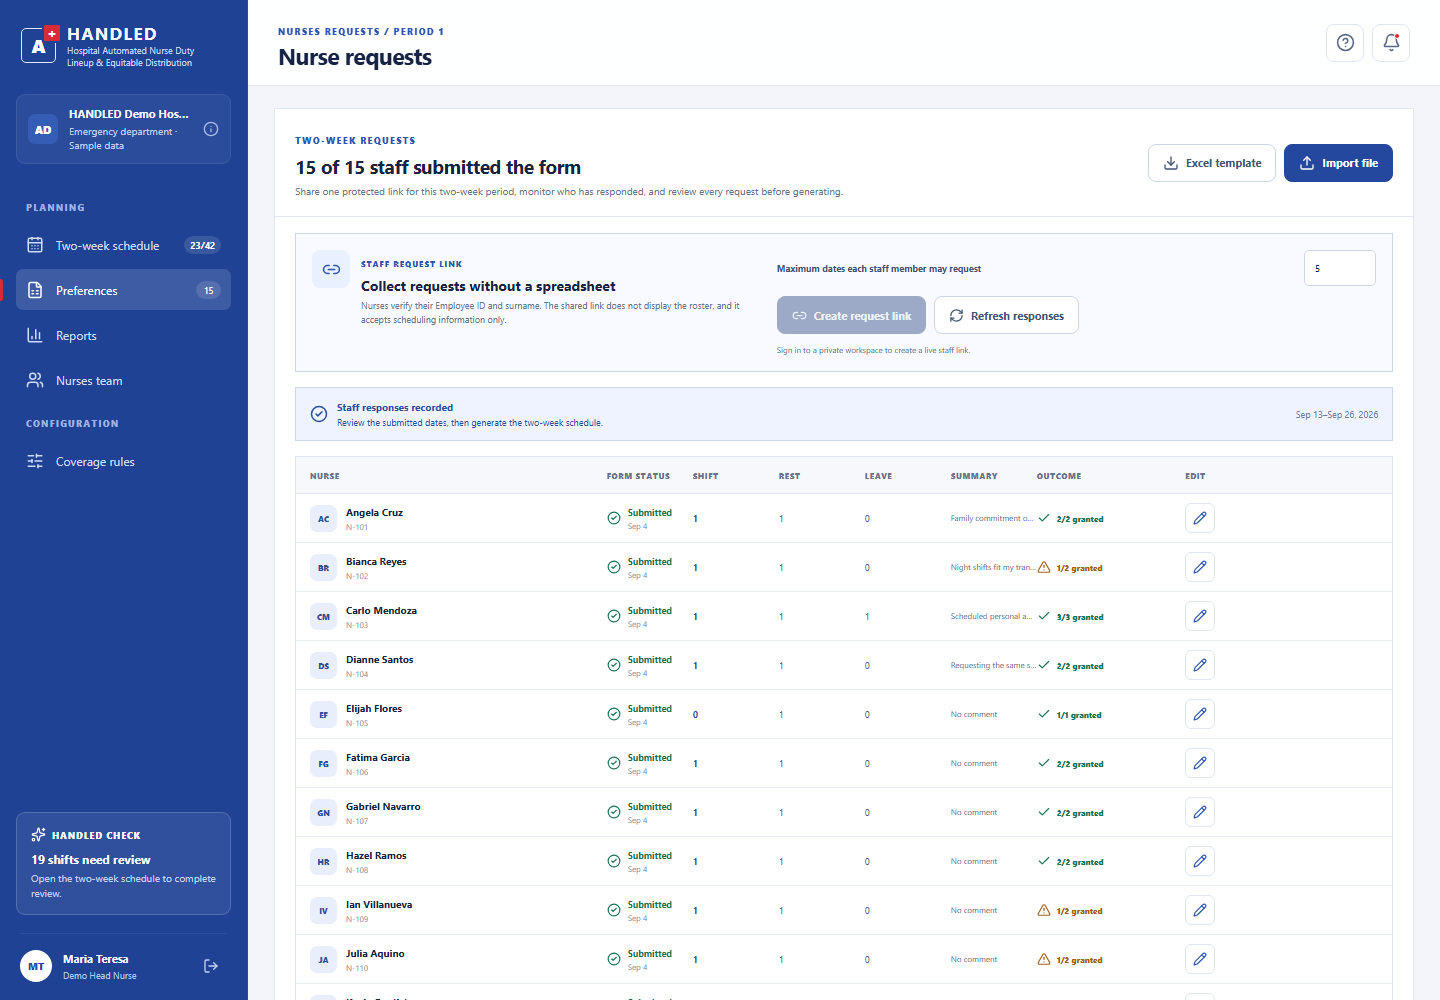 A
HANDLED
Hospital Automated Nurse Duty
Lineup & Equitable Distribution
AD
HANDLED Demo Hos...
Emergency department ·
Sample data
PLANNING
Two-week schedule
23/42
Preferences
15
Reports
Nurses team
CONFIGURATION
Coverage rules
HANDLED CHECK
19 shifts need review
Open the two-week schedule to complete
review.
MT
Maria Teresa
Demo Head Nurse
NURSES REQUESTS / PERIOD 1
Nurse requests
TWO-WEEK REQUESTS
15 of 15 staff submitted the form
Share one protected link for this two-week period, monitor who has responded, and review every request before generating.
Excel template
Import file
STAFF REQUEST LINK
Collect requests without a spreadsheet
Nurses verify their Employee ID and surname. The shared link does not display the roster, and it
accepts scheduling information only.
Maximum dates each staff member may request
5
Create request link
Refresh responses
Sign in to a private workspace to create a live staff link.
Staff responses recorded
Review the submitted dates, then generate the two-week schedule.
Sep 13–Sep 26, 2026
NURSE FORM STATUS SHIFT REST LEAVE SUMMARY OUTCOME EDIT
AC Angela Cruz Submitted 1 1 0 Family commitment o... 2/2 granted
N-101 Sep 4
BR Bianca Reyes Submitted 1 1 0 Night shifts fit my tran... 1/2 granted
N-102 Sep 4
CM Carlo Mendoza Submitted 1 1 1 Scheduled personal a... 3/3 granted
N-103 Sep 4
DS Dianne Santos Submitted 1 1 0 Requesting the same s... 2/2 granted
N-104 Sep 4
EF Elijah Flores Submitted 0 1 0 No comment 1/1 granted
N-105 Sep 4
FG Fatima Garcia Submitted 1 1 0 No comment 2/2 granted
N-106 Sep 4
GN Gabriel Navarro Submitted 1 1 0 No comment 2/2 granted
N-107 Sep 4
HR Hazel Ramos Submitted 1 1 0 No comment 2/2 granted
N-108 Sep 4
IV Ian Villanueva Submitted 1 1 0 No comment 1/2 granted
N-109 Sep 4
JA Julia Aquino Submitted 1 1 0 No comment 1/2 granted
N-110 Sep 4